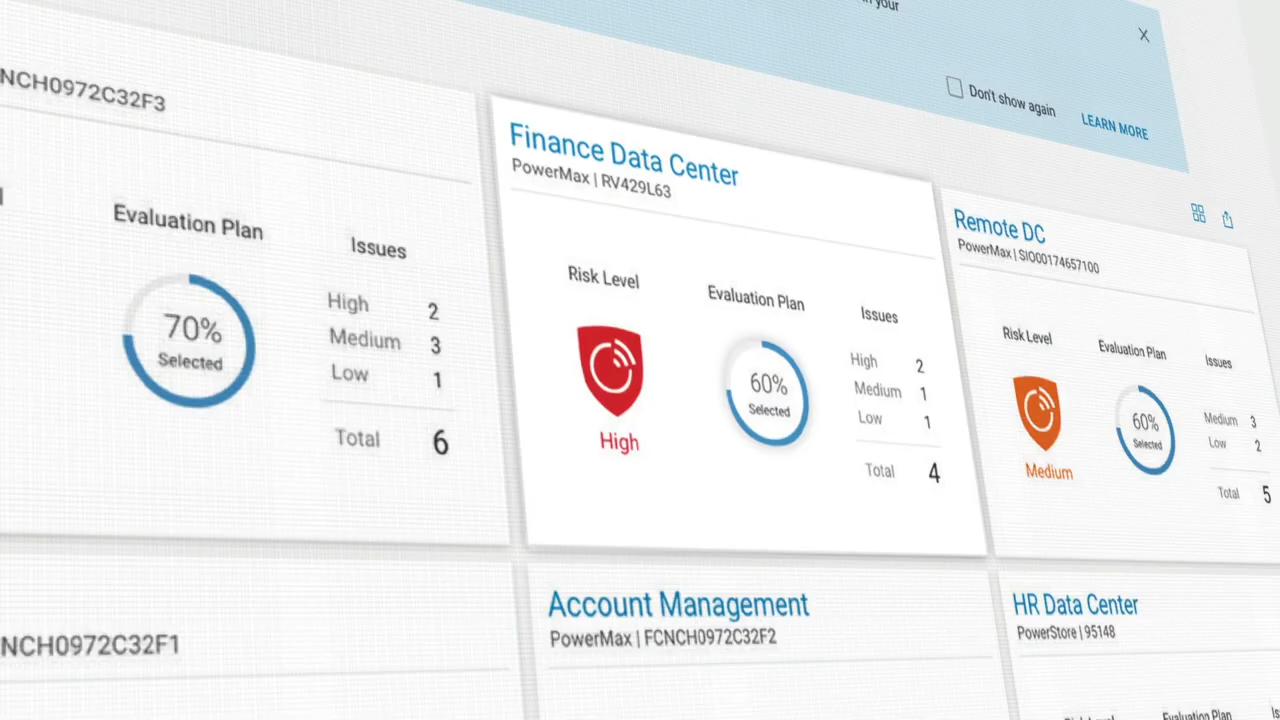 your
Don't show again
LEARN MORE
NCH0972C32F3
Evaluation Plan
Issues
70%
Selected
High 2
Medium 3
Low 1
Total 6
Finance Data Center
PowerMax | RV429L63
Risk Level
Evaluation Plan
Issues
High
60%
Selected
High 2
Medium 1
Low 1
Total 4
Remote DC
PowerMax | SIO00174657100
Risk Level
Evaluation Plan
Issues
Medium
60%
Selected
Medium 3
Low 2
Total 5
NCH0972C32F1
Account Management
PowerMax | FCNCH0972C32F2
HR Data Center
PowerStore | 95148
Risk Level
Evaluation Plan